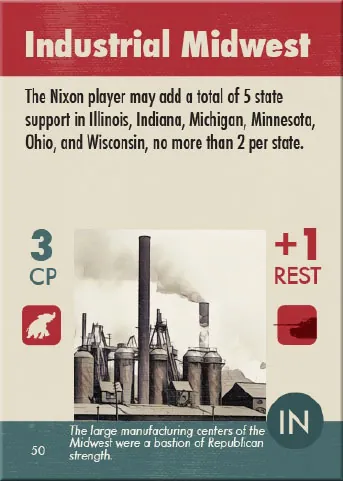 Industrial Midwest
The Nixon player may add a total of 5 state
support in Illinois, Indiana, Michigan, Minnesota,
Ohio, and Wisconsin, no more than 2 per state.
3
CP
+1
REST
IN
The large manufacturing centers of the
Midwest were a bastion of Republican
strength.
50